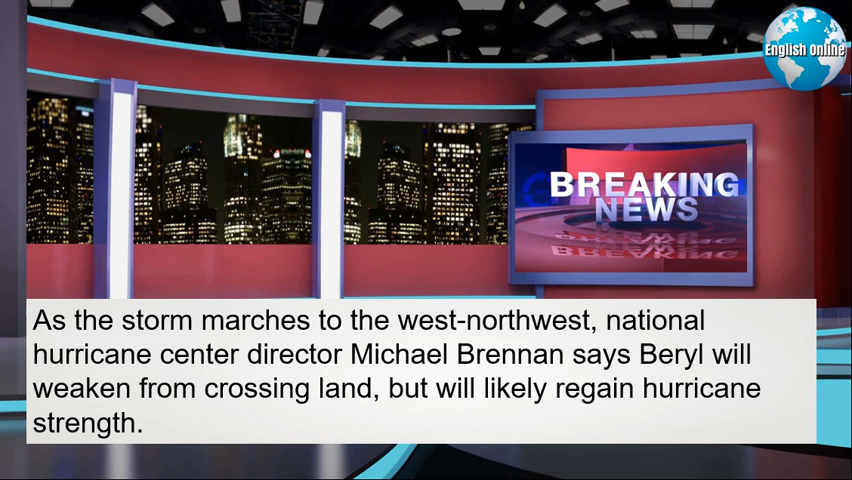 English Online
BREAKING
NEWS
As the storm marches to the west-northwest, national
hurricane center director Michael Brennan says Beryl will
weaken from crossing land, but will likely regain hurricane
strength.